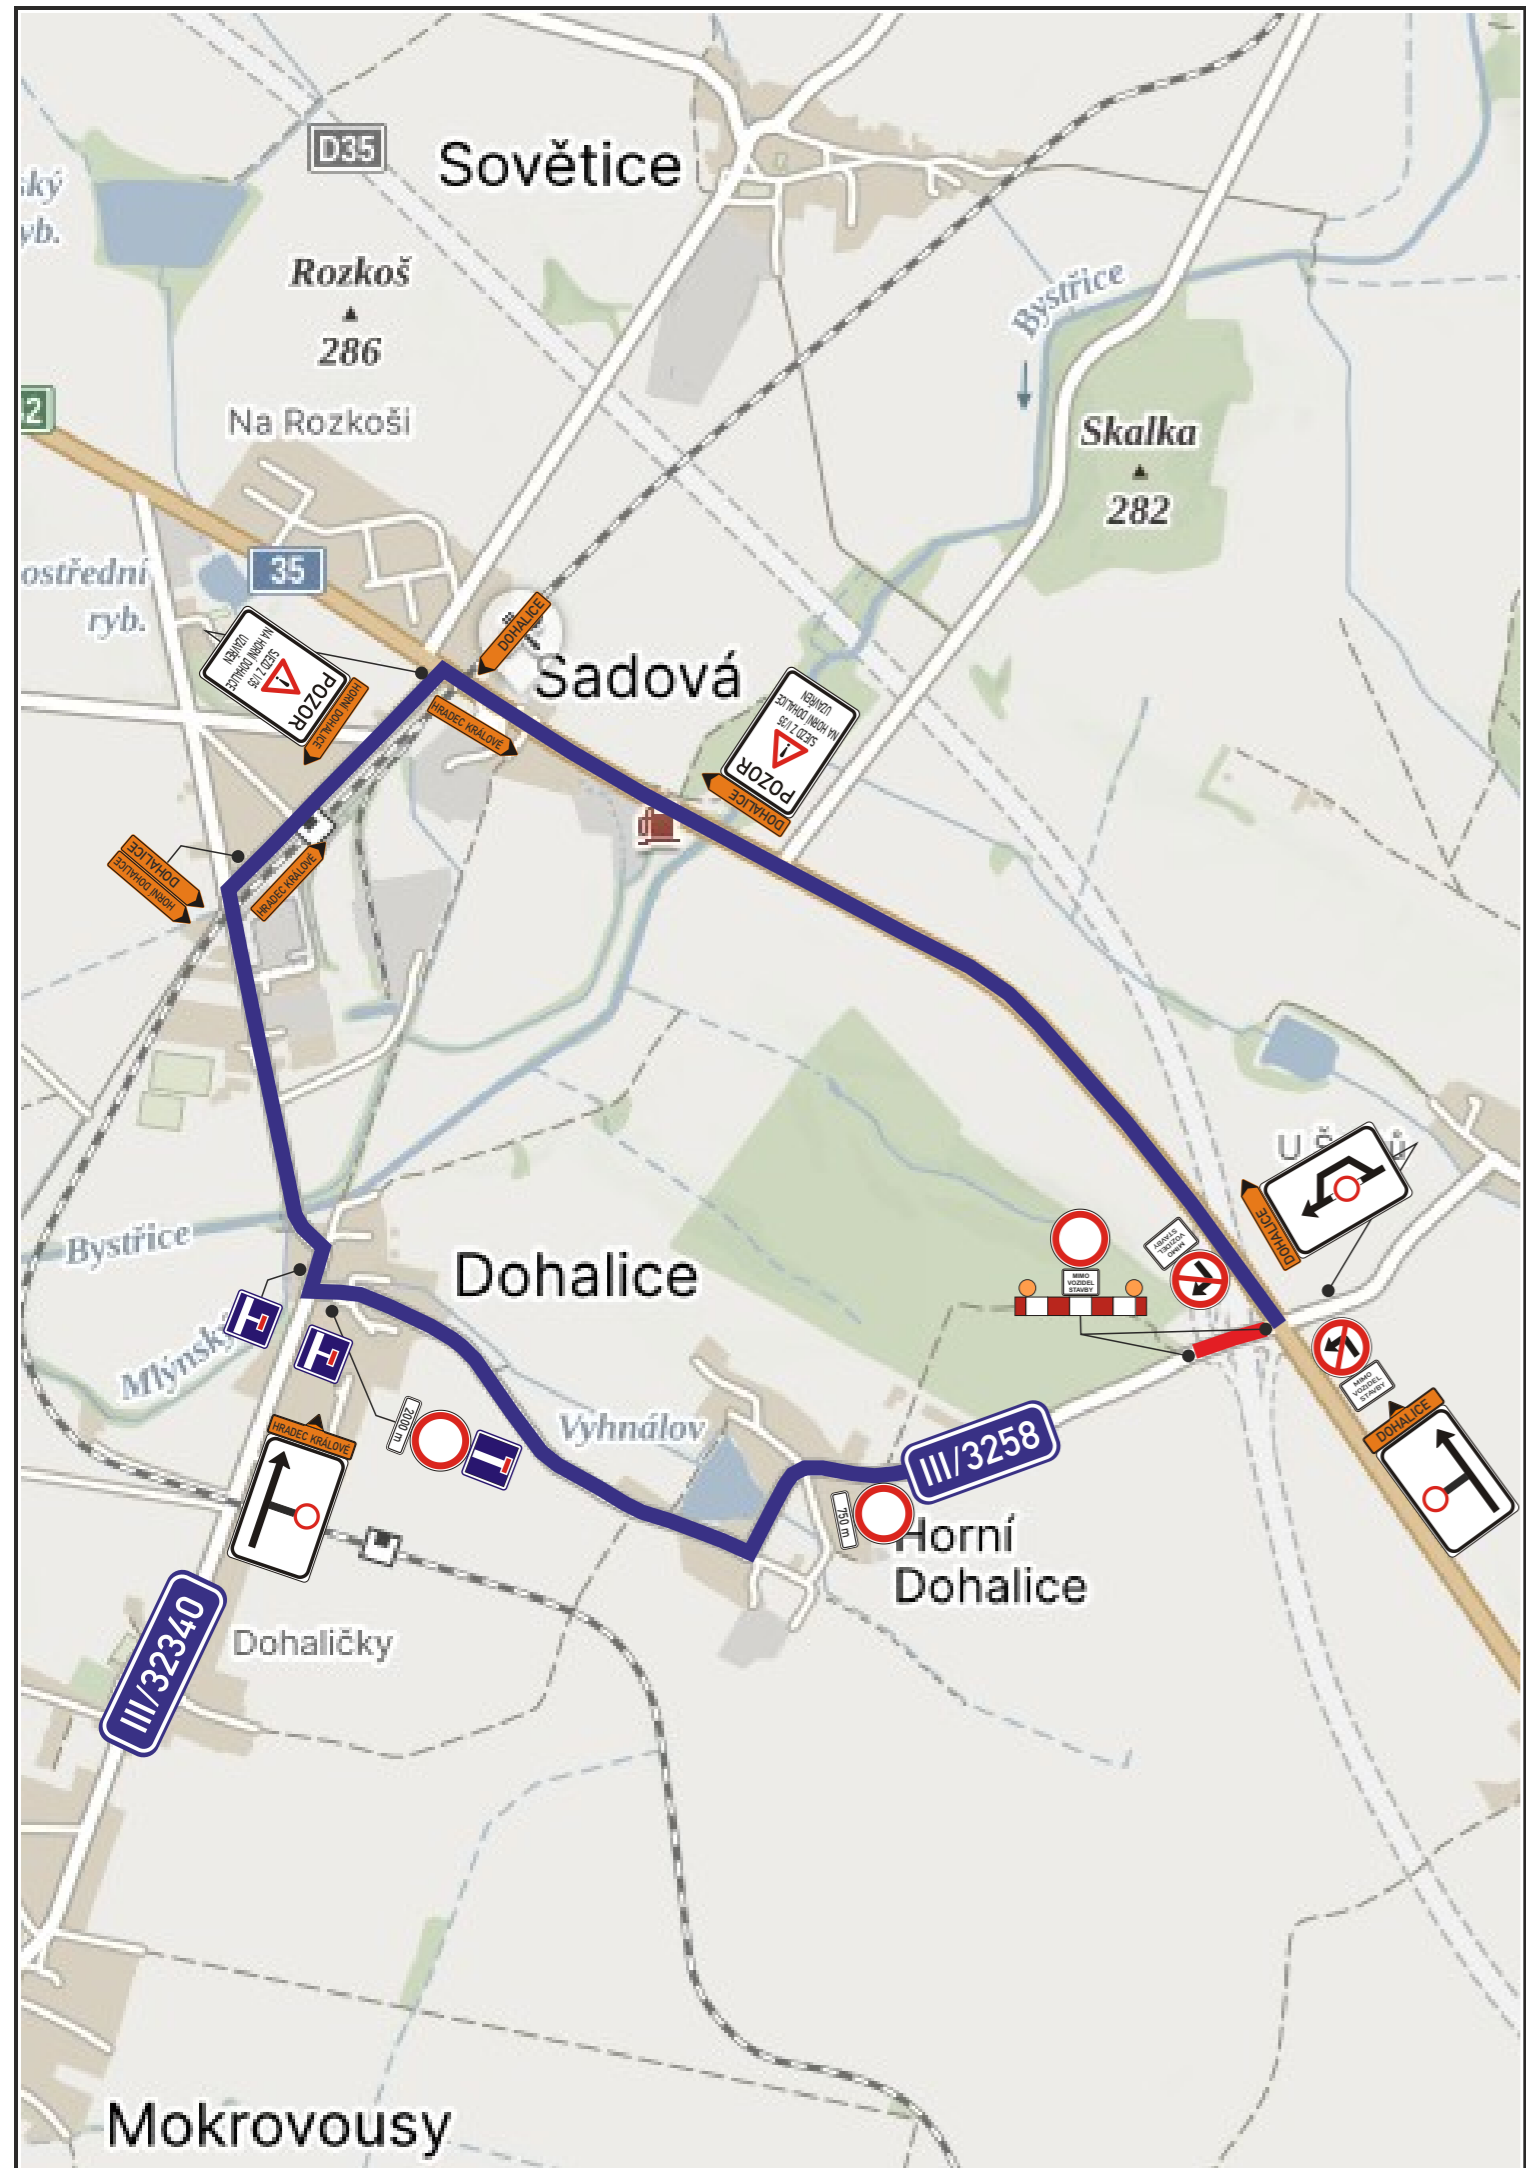 D35
Sovětice
ský
yb.
Rozkoš
286
Bystřice
Na Rozkoši
Skalka
282
35
ostřední
ryb.
DOHALICE
POZOR
SJEZD Z I/35
NA HORNÍ DOHALICE
UZAVŘEN
HORNÍ DOHALICE
Sadová
HRADEC KRÁLOVÉ
POZOR
SJEZD Z I/35
NA HORNÍ DOHALICE
UZAVŘEN
DOHALICE
DOHALICE
HORNÍ DOHALICE
HRADEC KRÁLOVÉ
DOHALICE
Bystřice
Dohalice
MIMO
VOZIDEL
STAVBY
MIMO
VOZIDEL
STAVBY
MIMO
VOZIDEL
STAVBY
DOHALICE
Mlýnský
2000 m
HRADEC KRÁLOVÉ
Vyhnálov
III/3258
750 m
Horní
Dohalice
III/32340
Dohaličky
Mokrovousy